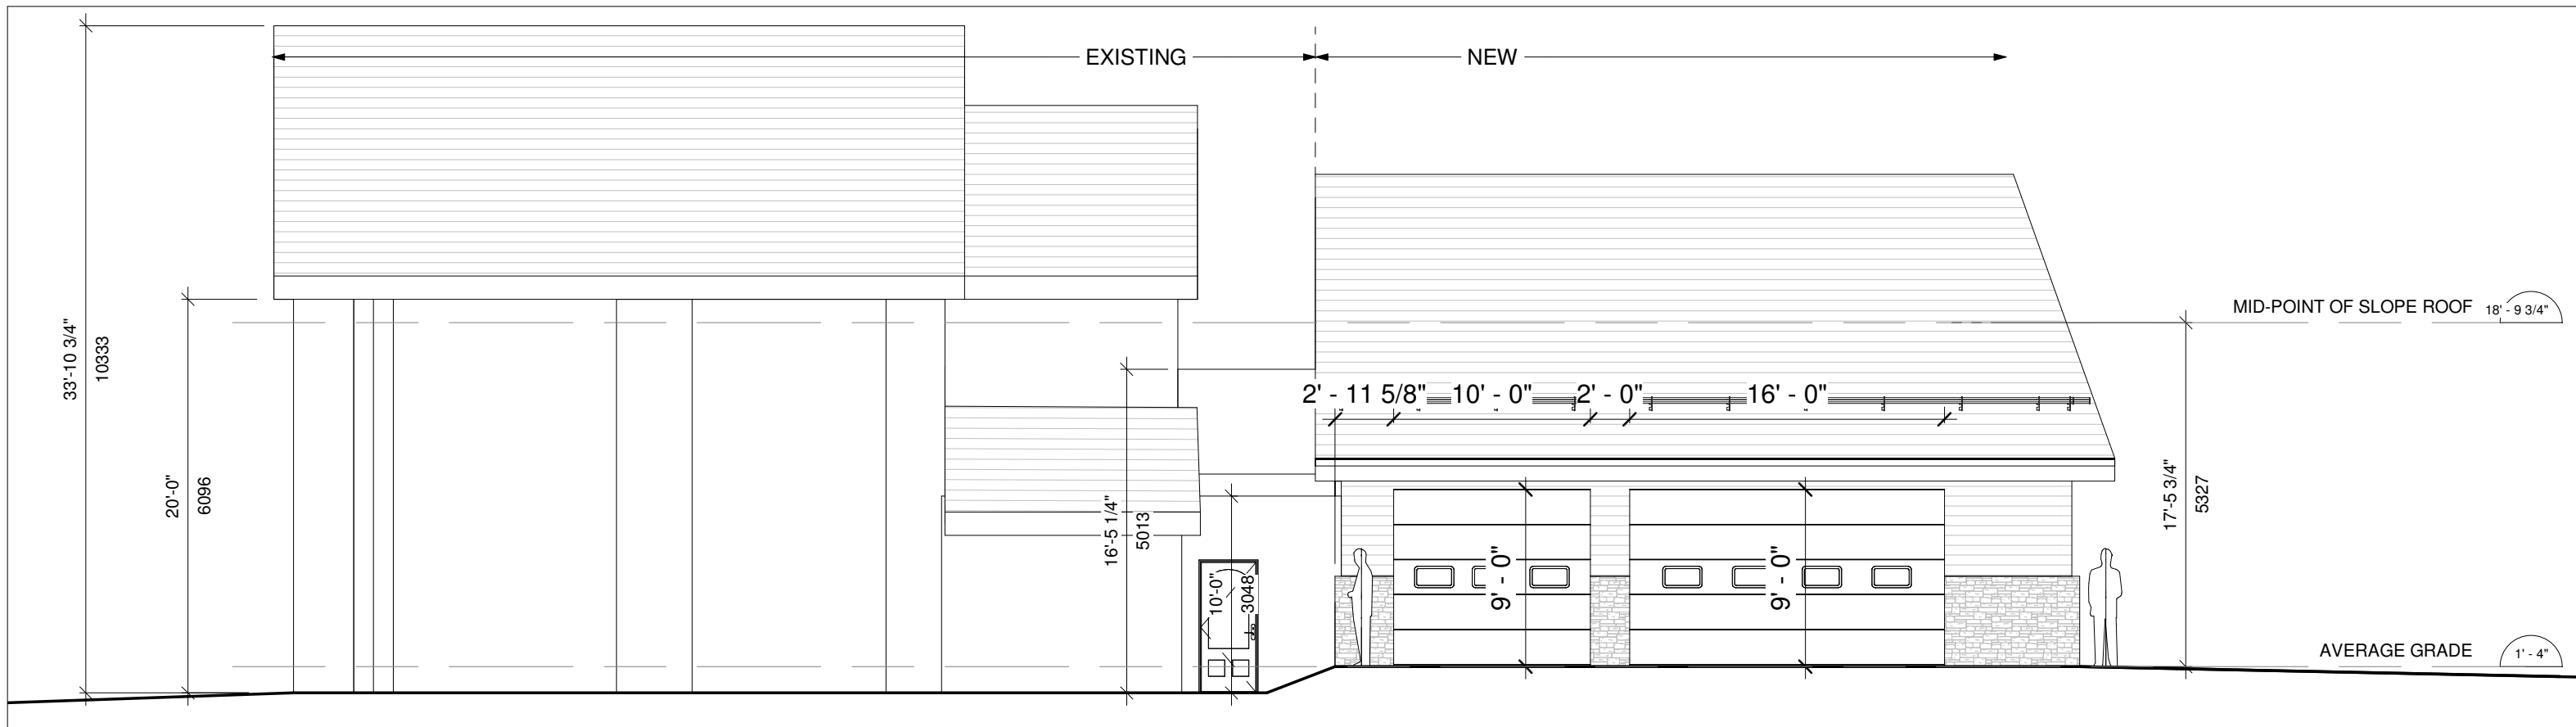 EXISTING
NEW
33'-10 3/4"
10333
20'-0"
6096
16'-5 1/4"
5013
10'-0"
3048
2' - 11 5/8" 10' - 0" 2' - 0" 16' - 0"
9' - 0"
9' - 0"
17'-5 3/4"
5327
MID-POINT OF SLOPE ROOF 18' - 9 3/4"
AVERAGE GRADE 1' - 4"